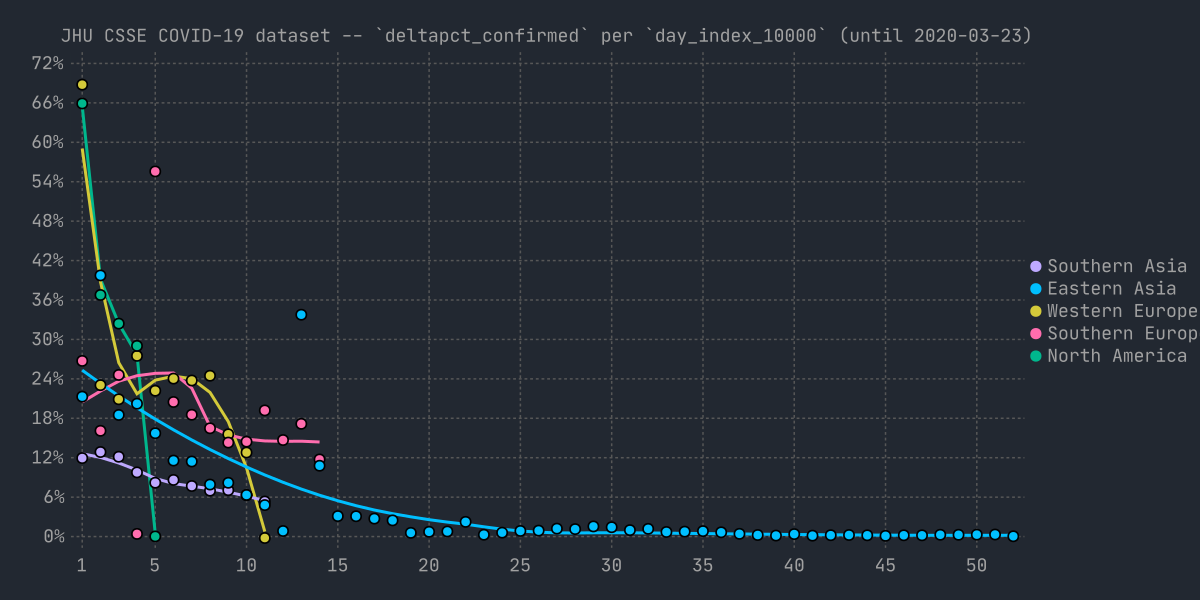 JHU CSSE COVID-19 dataset -- `deltapct_confirmed` per `day_index_10000` (until 2020-03-23)
72%
66%
60%
54%
48%
42%
36%
30%
24%
18%
12%
6%
0%
1 5 10 15 20 25 30 35 40 45 50
Southern Asia
Eastern Asia
Western Europe
Southern Europ
North America